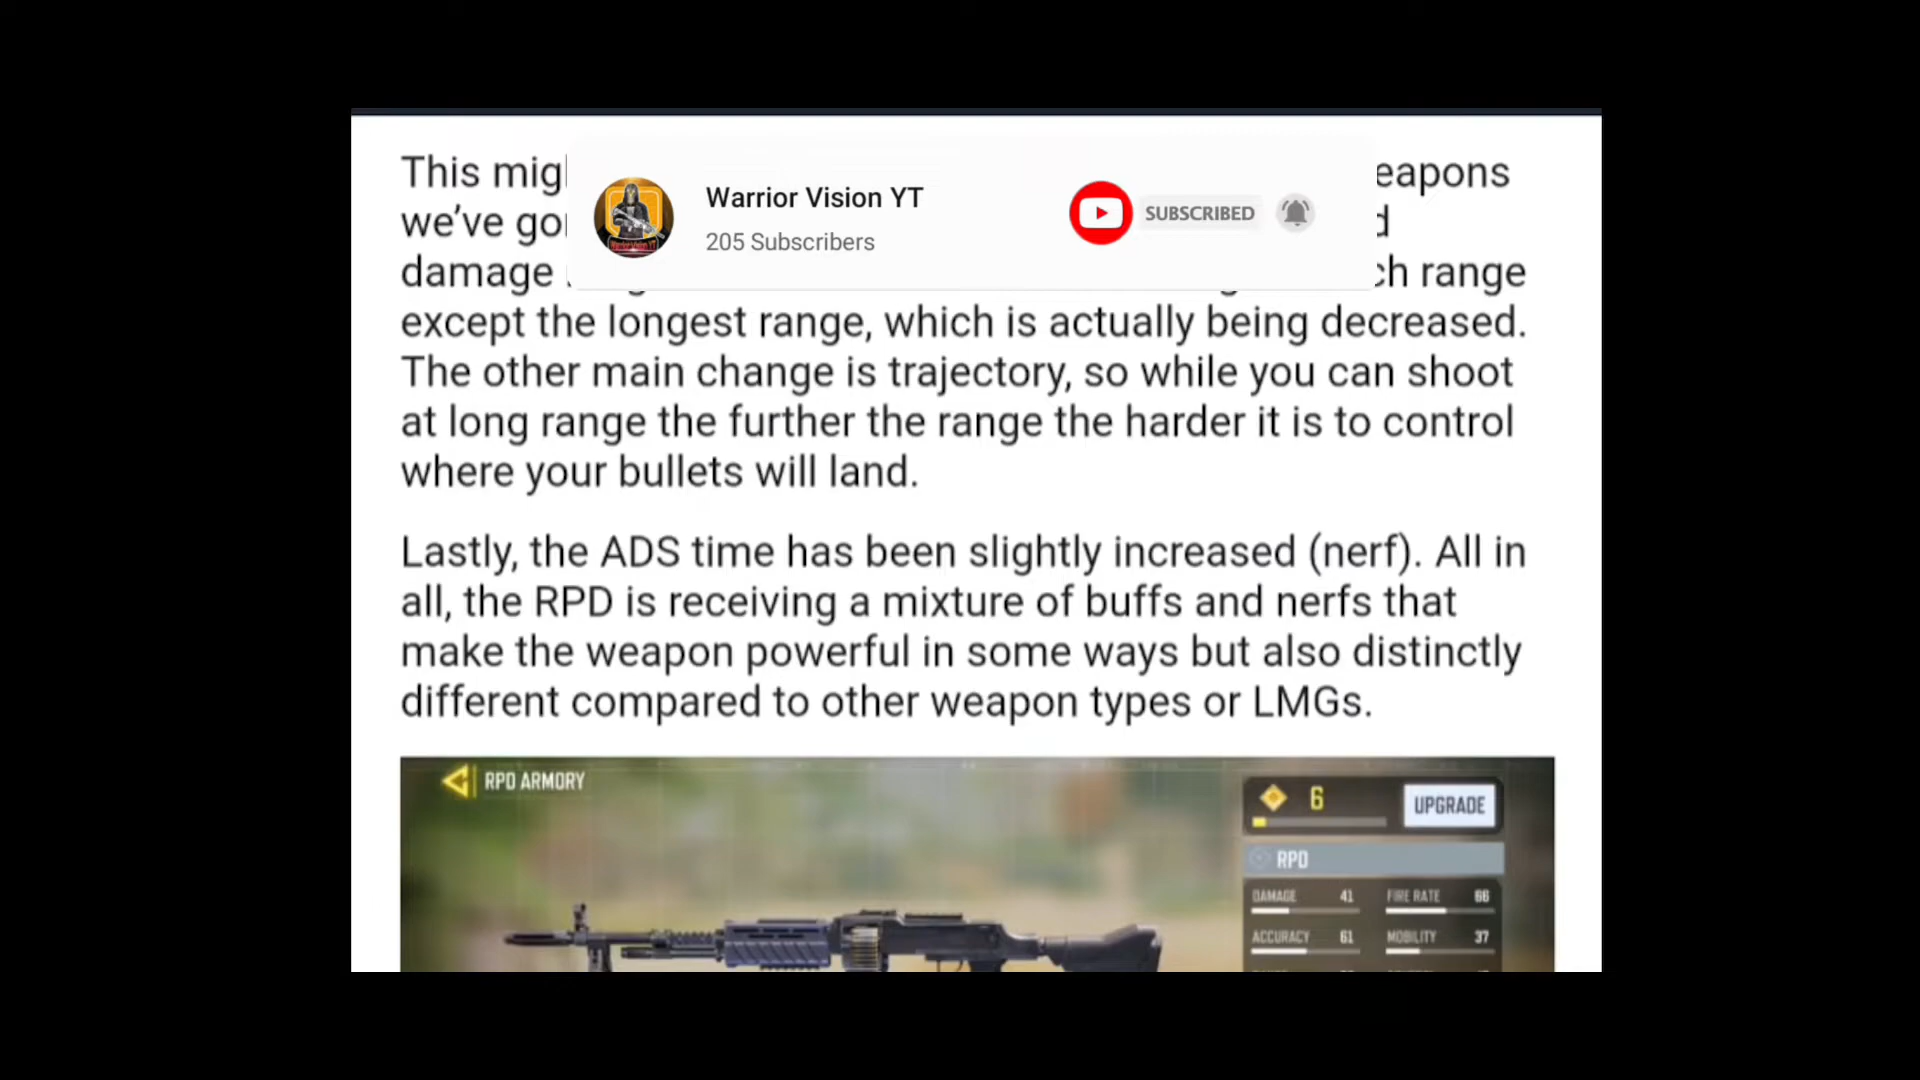 This mig eapons
Warrior Vision YT
SUBSCRIBED
we've go d
205 Subscribers
damage ch range
except the longest range, which is actually being decreased.
The other main change is trajectory, so while you can shoot
at long range the further the range the harder it is to control
where your bullets will land.
Lastly, the ADS time has been slightly increased (nerf). All in
all, the RPD is receiving a mixture of buffs and nerfs that
make the weapon powerful in some ways but also distinctly
different compared to other weapon types or LMGs.
RPD ARMORY
6 UPGRADE
RPD
DAMAGE 41 FIRE RATE 66
ACCURACY 61 MOBILITY 37